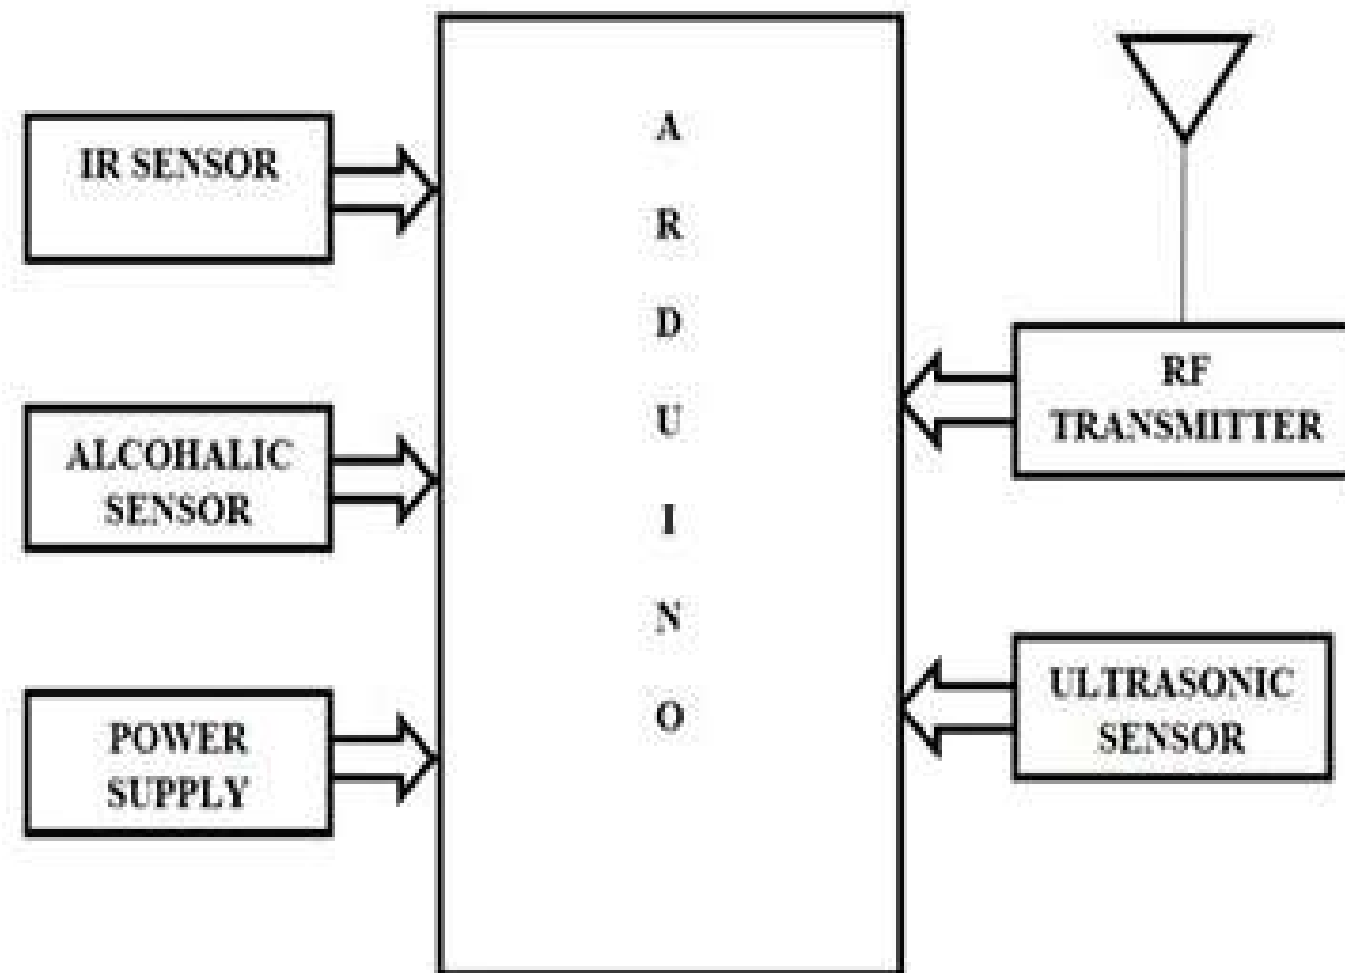 IR SENSOR
ALCOHALIC
SENSOR
POWER
SUPPLY
A
R
D
U
I
N
O
RF
TRANSMITTER
ULTRASONIC
SENSOR